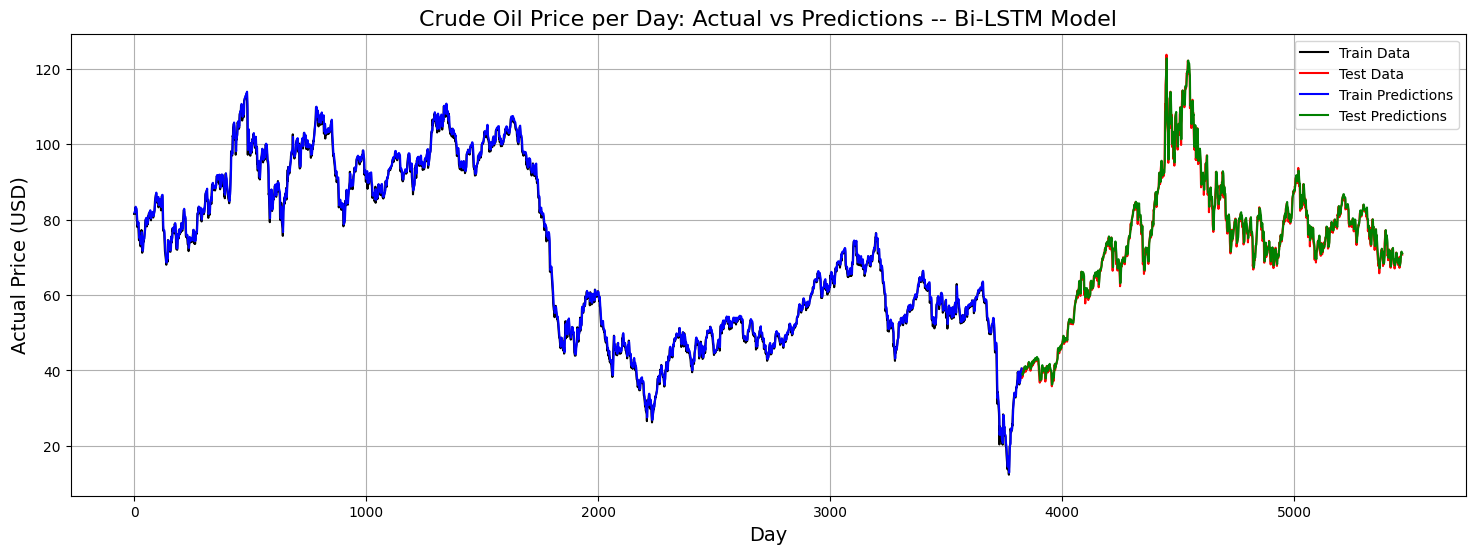 Crude Oil Price per Day: Actual vs Predictions -- Bi-LSTM Model
Train Data
Test Data
Train Predictions
Test Predictions
Actual Price (USD)
120
100
80
60
40
20
0
1000
2000
3000
4000
5000
Day